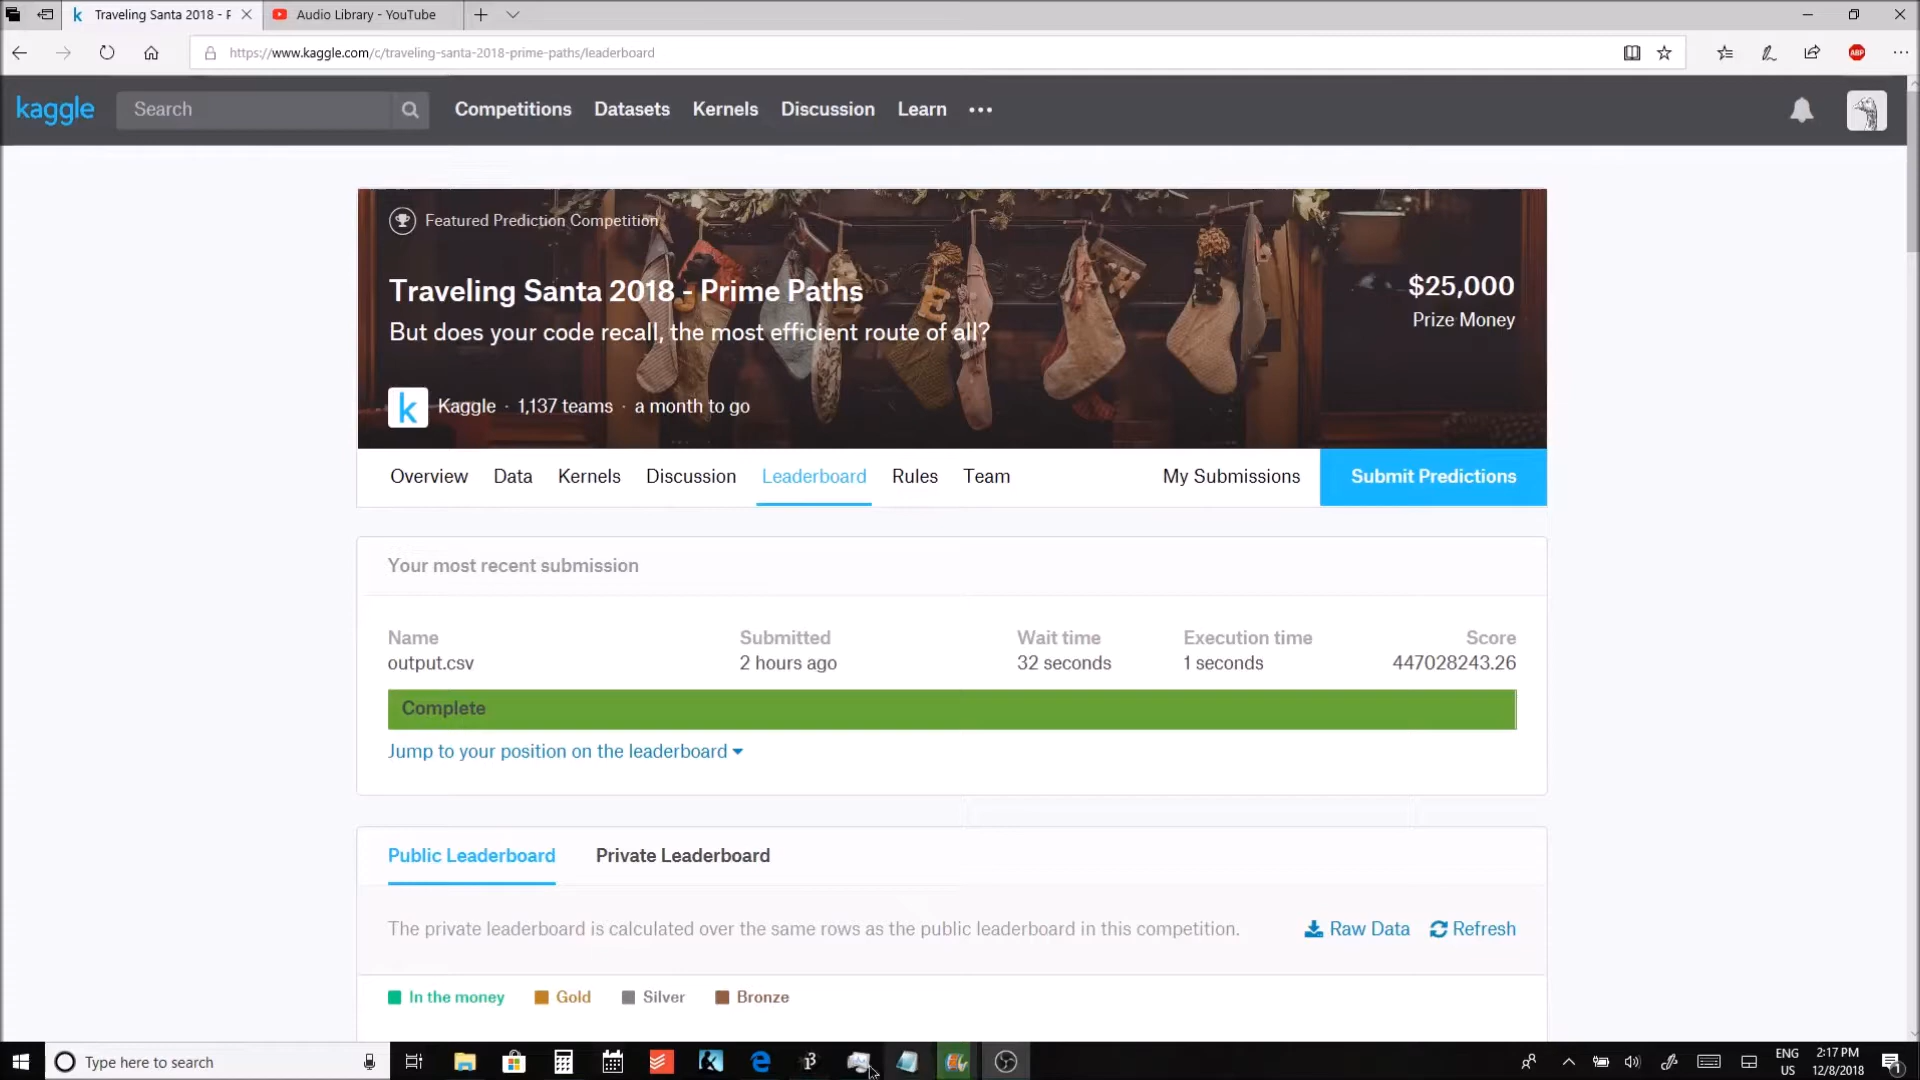 Traveling Santa 2018 - F
Audio Library - YouTube
https://www.kaggle.com/c/traveling-santa-2018-prime-paths/leaderboard
ABP
kaggle
Search
Competitions Datasets Kernels Discussion Learn
Featured Prediction Competition
Traveling Santa 2018 - Prime Paths
But does your code recall, the most efficient route of all?
$25,000
Prize Money
k
Kaggle · 1,137 teams · a month to go
Overview Data Kernels Discussion Leaderboard Rules Team My Submissions Submit Predictions
Your most recent submission
Name Submitted Wait time Execution time Score
output.csv 2 hours ago 32 seconds 1 seconds 447028243.26
Complete
Jump to your position on the leaderboard
Public Leaderboard Private Leaderboard
The private leaderboard is calculated over the same rows as the public leaderboard in this competition.
Raw Data Refresh
In the money Gold Silver Bronze
Type here to search
ENG
US
2:17 PM
12/8/2018
1